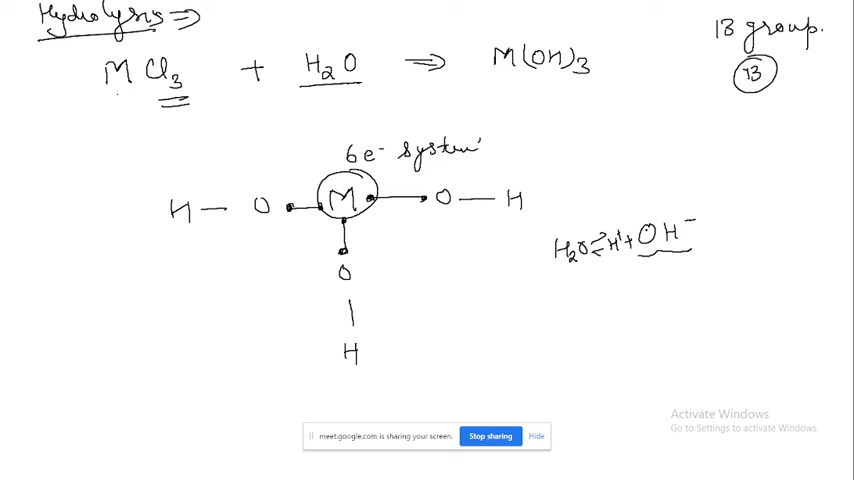 Hydrolysis ⇒
13 group.
MCl3 + H2O ⇒ M(OH)3
13
6e- system
H — O M O — H
H2O ⇌ H+ + OH-
O
|
H
Activate Windows
Go to Settings to activate Windows.
meet.google.com is sharing your screen. Stop sharing Hide